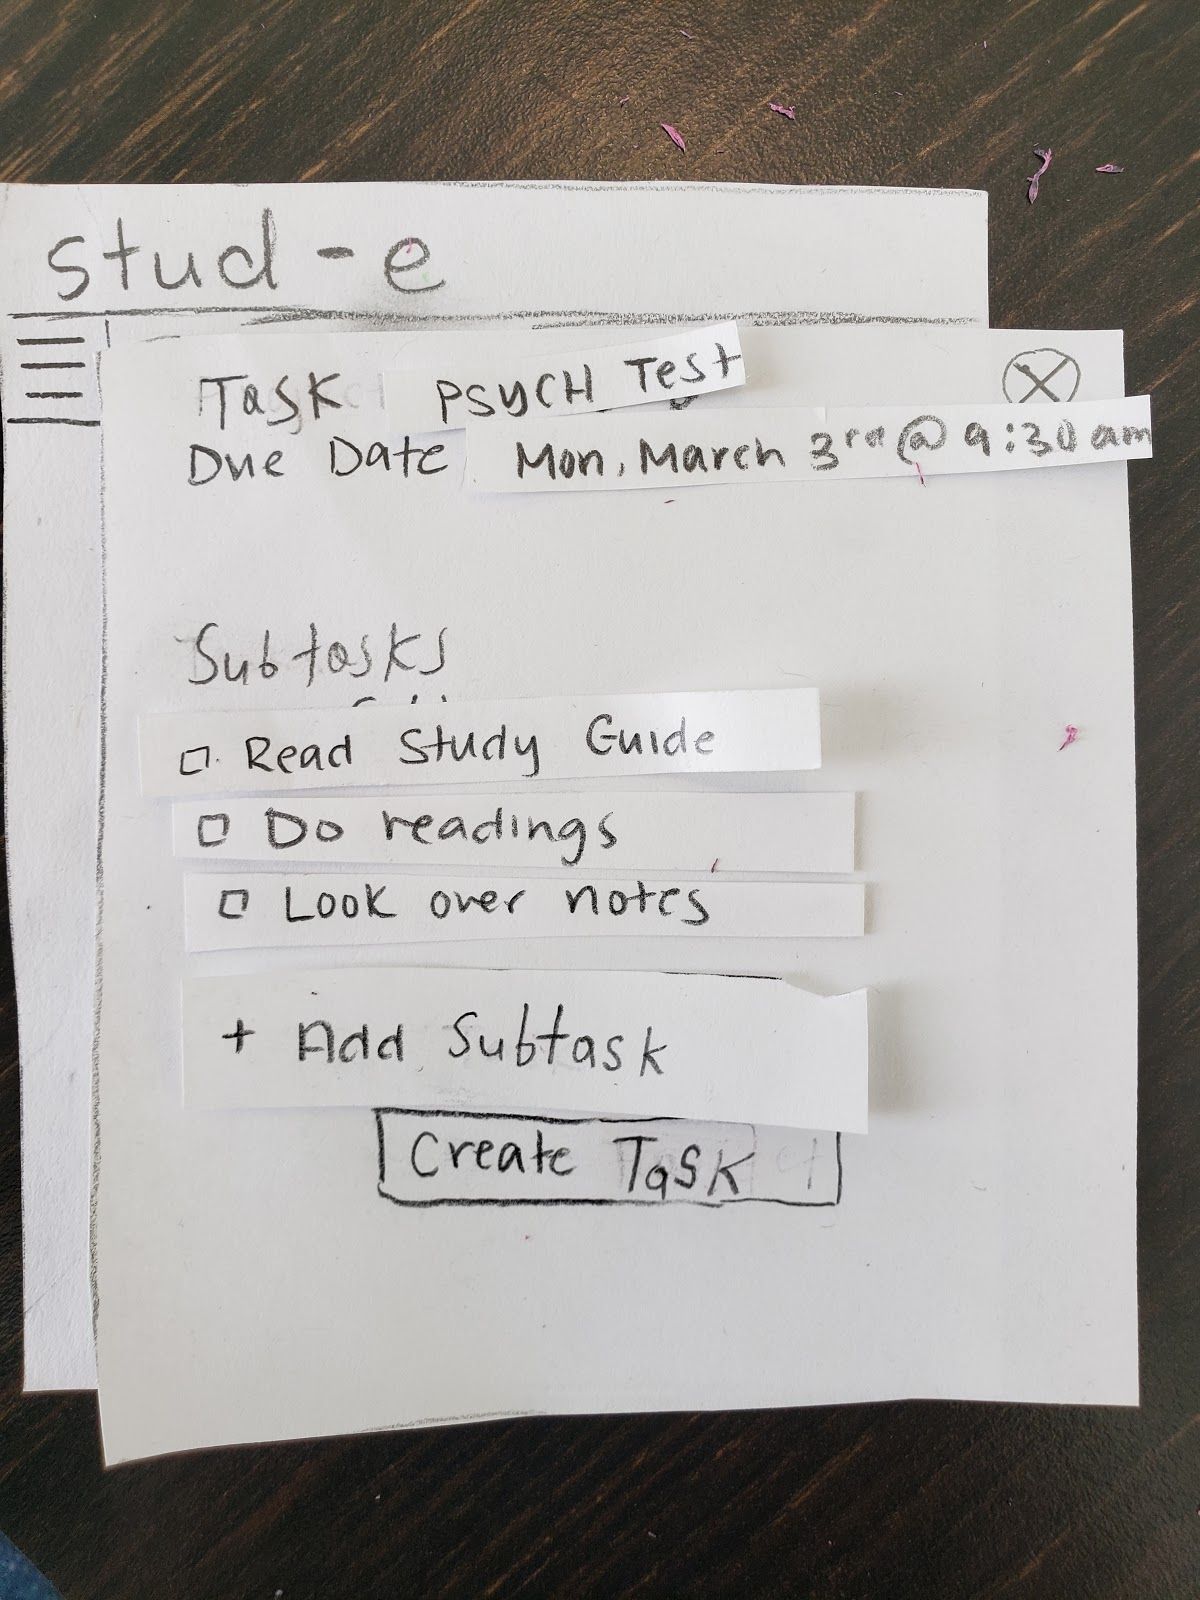 stud-e
Task PSYCH Test
Due Date Mon, March 3rd @ 9:30 am
Subtasks
Read Study Guide
Do readings
Look over notes
+ Add Subtask
Create Task